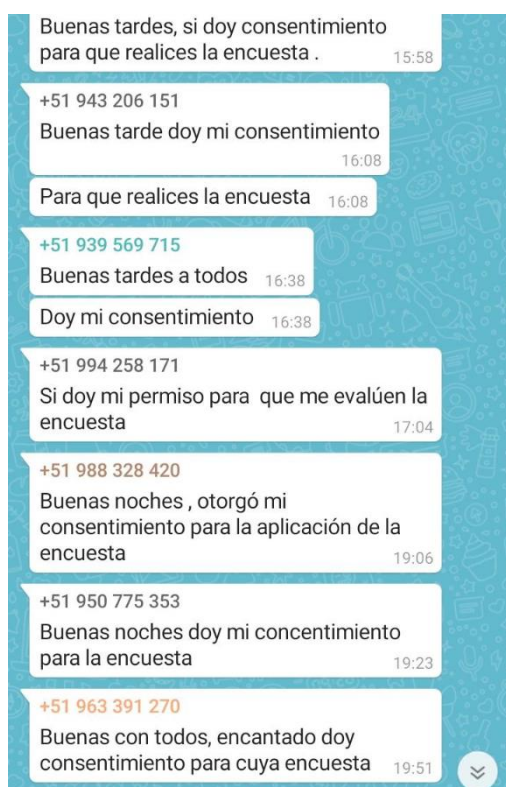 Buenas tardes, si doy consentimiento
para que realices la encuesta .
15:58
+51 943 206 151
Buenas tarde doy mi consentimiento
16:08
Para que realices la encuesta 16:08
+51 939 569 715
Buenas tardes a todos 16:38
Doy mi consentimiento 16:38
+51 994 258 171
Si doy mi permiso para que me evalúen la
encuesta
17:04
+51 988 328 420
Buenas noches , otorgó mi
consentimiento para la aplicación de la
encuesta
19:06
+51 950 775 353
Buenas noches doy mi concentimiento
para la encuesta
19:23
+51 963 391 270
Buenas con todos, encantado doy
consentimiento para cuya encuesta 19:51